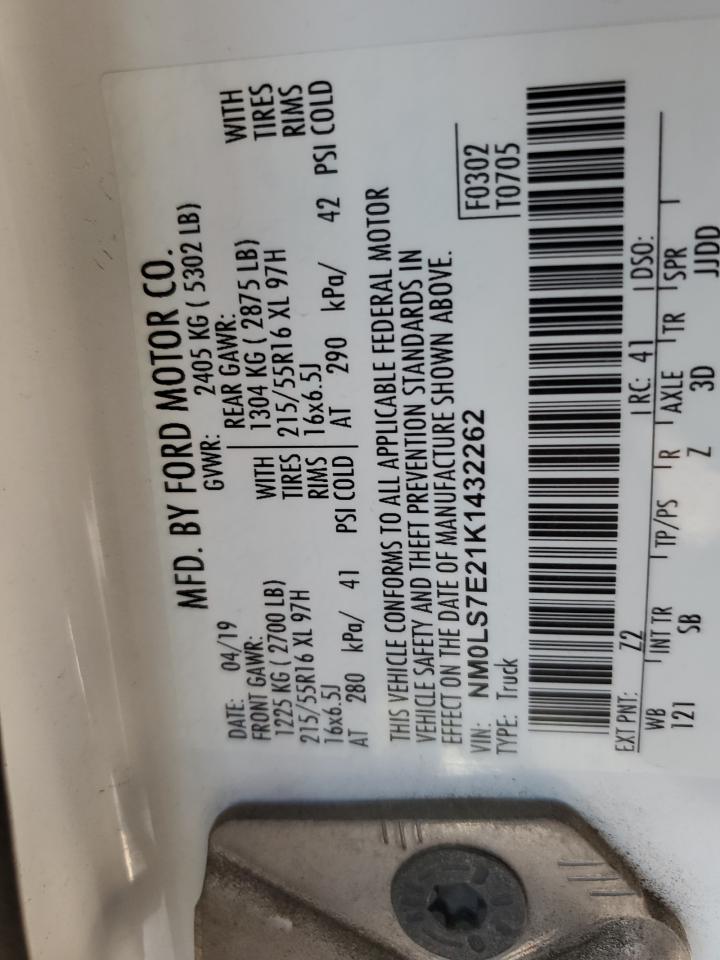 MFD. BY FORD MOTOR CO.
DATE: 04/19 GVWR: 2405 KG ( 5302 LB)
FRONT GAWR: REAR GAWR:
1225 KG ( 2700 LB) WITH 1304 KG ( 2875 LB) WITH
215/55R16 XL 97H TIRES 215/55R16 XL 97H TIRES
16x6.5J RIMS 16x6.5J RIMS
AT 280 kPa/ 41 PSI COLD AT 290 kPa/ 42 PSI COLD
THIS VEHICLE CONFORMS TO ALL APPLICABLE FEDERAL MOTOR
VEHICLE SAFETY AND THEFT PREVENTION STANDARDS IN
EFFECT ON THE DATE OF MANUFACTURE SHOWN ABOVE.
VIN: NM0LS7E21K1432262 F0302
TYPE: Truck T0705
EXT PNT: Z2 RC: 41 DSO:
WB INT TR TP/PS R AXLE TR SPR
121 SB Z 3D JJDD